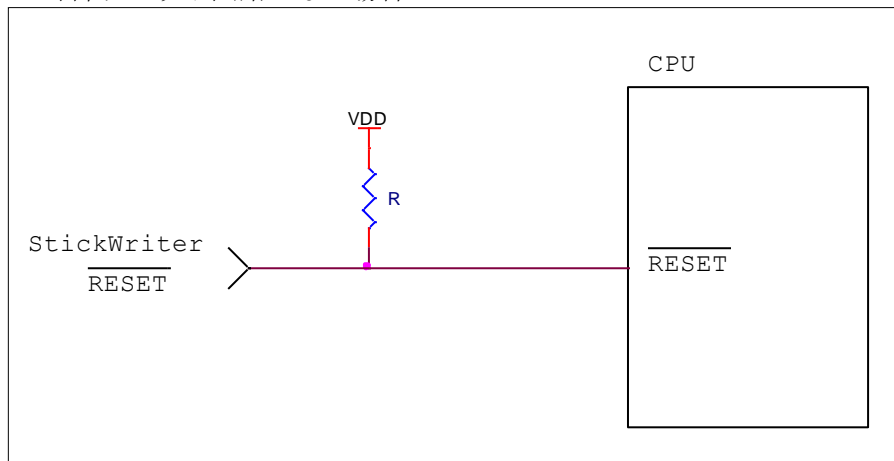 CPU
VDD
R
StickWriter
RESET
RESET